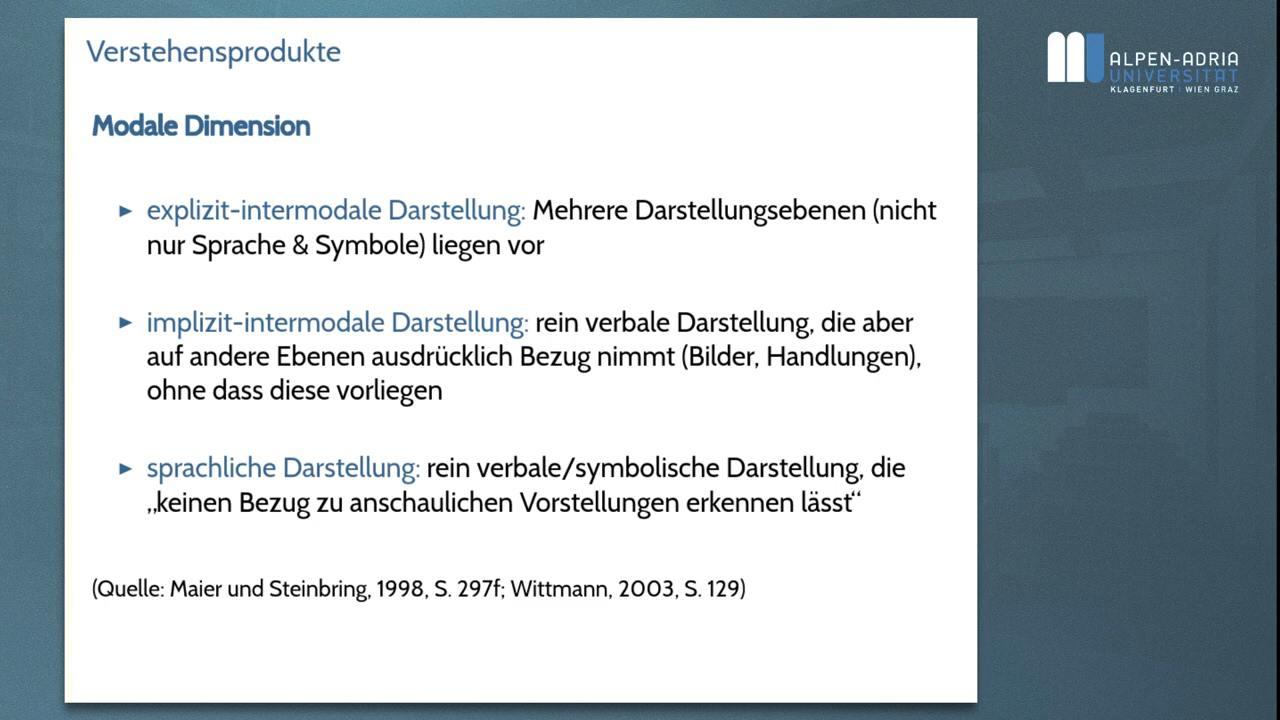 Verstehensprodukte
Modale Dimension
► explizit-intermodale Darstellung: Mehrere Darstellungsebenen (nicht
nur Sprache & Symbole) liegen vor
► implizit-intermodale Darstellung: rein verbale Darstellung, die aber
auf andere Ebenen ausdrücklich Bezug nimmt (Bilder, Handlungen),
ohne dass diese vorliegen
► sprachliche Darstellung: rein verbale/symbolische Darstellung, die
„keinen Bezug zu anschaulichen Vorstellungen erkennen lässt“
(Quelle: Maier und Steinbring, 1998, S. 297f; Wittmann, 2003, S. 129)
ALPEN-ADRIA
UNIVERSITÄT
KLAGENFURT | WIEN GRAZ